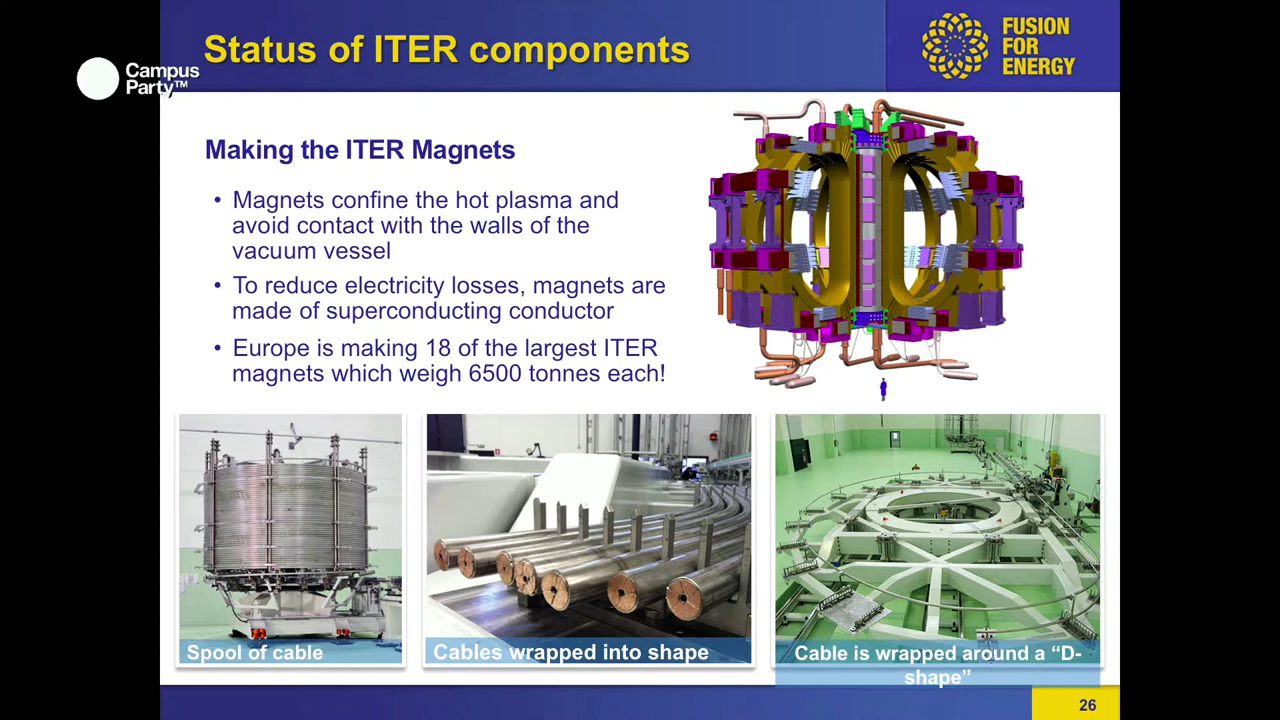 Status of ITER components
FUSION
FOR
ENERGY
Campus
Party™
Making the ITER Magnets
• Magnets confine the hot plasma and
avoid contact with the walls of the
vacuum vessel
• To reduce electricity losses, magnets are
made of superconducting conductor
• Europe is making 18 of the largest ITER
magnets which weigh 6500 tonnes each!
Spool of cable
Cables wrapped into shape
Cable is wrapped around a “D-
shape”
26